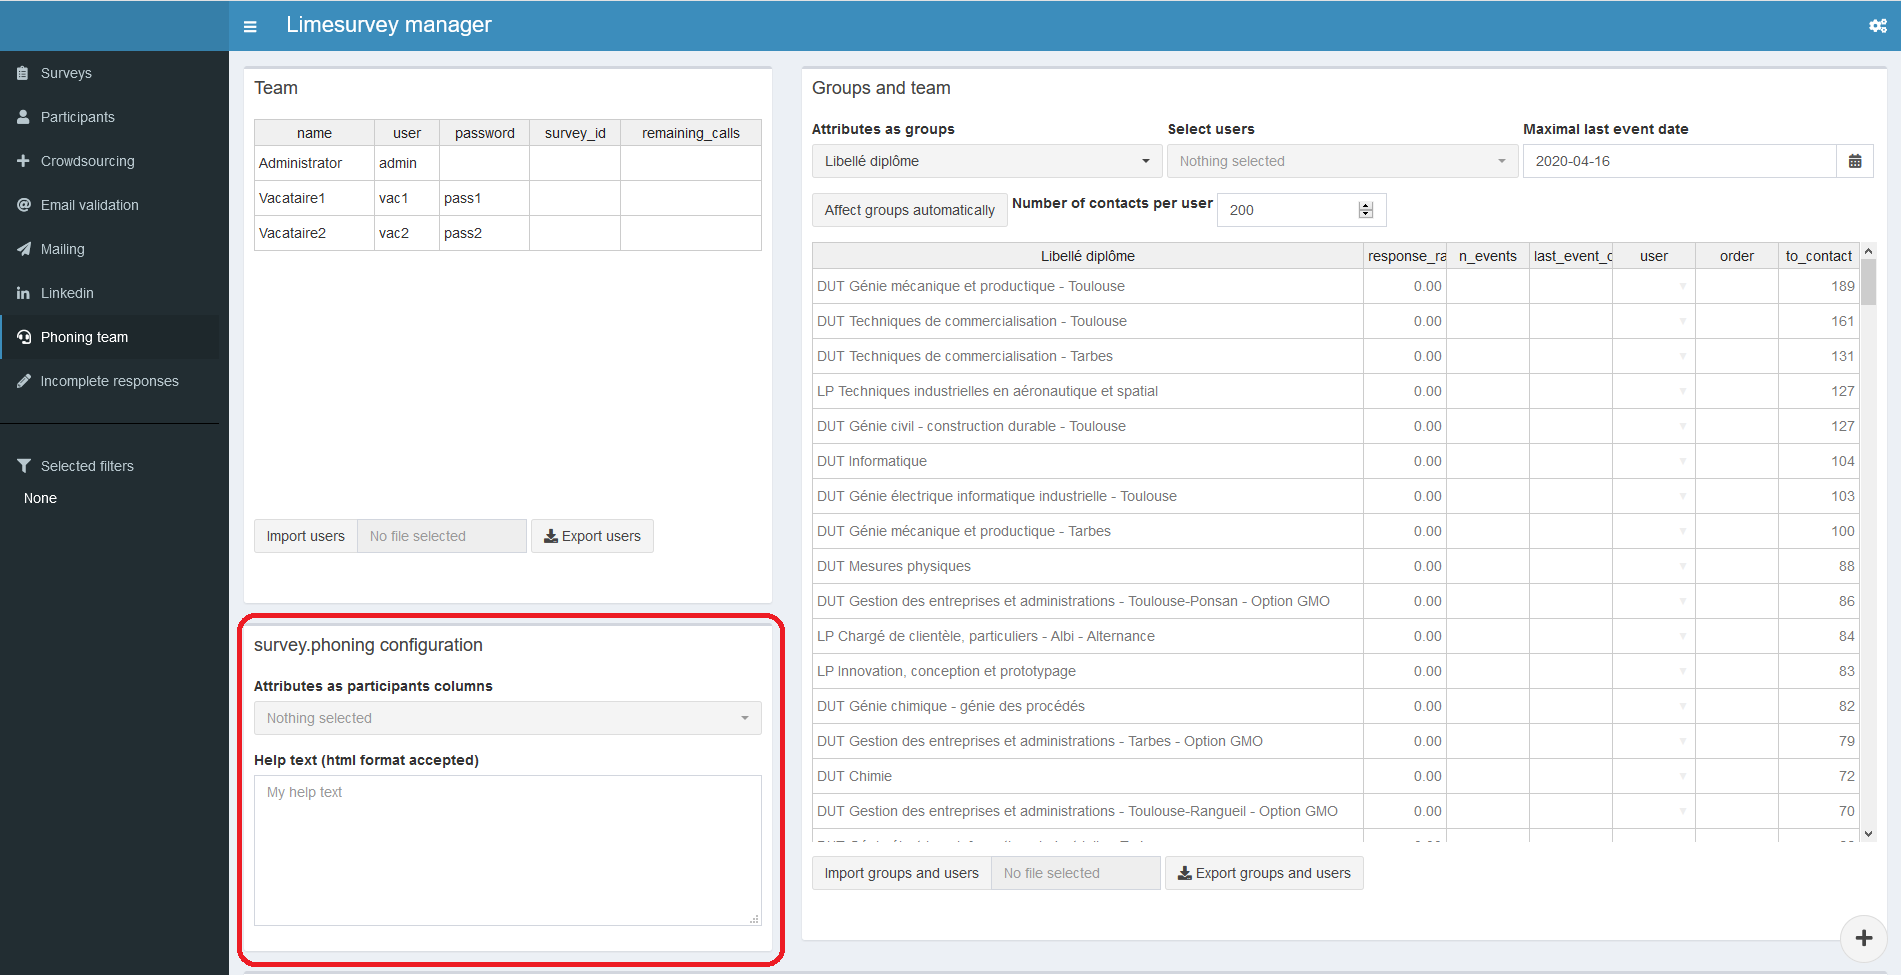 Limesurvey manager
Surveys
Participants
Crowdsourcing
Email validation
Mailing
Linkedin
Phoning team
Incomplete responses
Selected filters
None
Team
name user password survey_id remaining_calls
Administrator admin
Vacataire1 vac1 pass1
Vacataire2 vac2 pass2
Import users No file selected Export users
survey.phoning configuration
Attributes as participants columns
Nothing selected
Help text (html format accepted)
My help text
Groups and team
Attributes as groups Select users Maximal last event date
Libellé diplôme Nothing selected 2020-04-16
Affect groups automatically Number of contacts per user 200
Libellé diplôme response_ra n_events last_event_c user order to_contact
DUT Génie mécanique et productique - Toulouse 0.00 189
DUT Techniques de commercialisation - Toulouse 0.00 161
DUT Techniques de commercialisation - Tarbes 0.00 131
LP Techniques industrielles en aéronautique et spatial 0.00 127
DUT Génie civil - construction durable - Toulouse 0.00 127
DUT Informatique 0.00 104
DUT Génie électrique informatique industrielle - Toulouse 0.00 103
DUT Génie mécanique et productique - Tarbes 0.00 100
DUT Mesures physiques 0.00 88
DUT Gestion des entreprises et administrations - Toulouse-Ponsan - Option GMO 0.00 86
LP Chargé de clientèle, particuliers - Albi - Alternance 0.00 84
LP Innovation, conception et prototypage 0.00 83
DUT Génie chimique - génie des procédés 0.00 82
DUT Gestion des entreprises et administrations - Tarbes - Option GMO 0.00 79
DUT Chimie 0.00 72
DUT Gestion des entreprises et administrations - Toulouse-Rangueil - Option GMO 0.00 70
Import groups and users No file selected Export groups and users